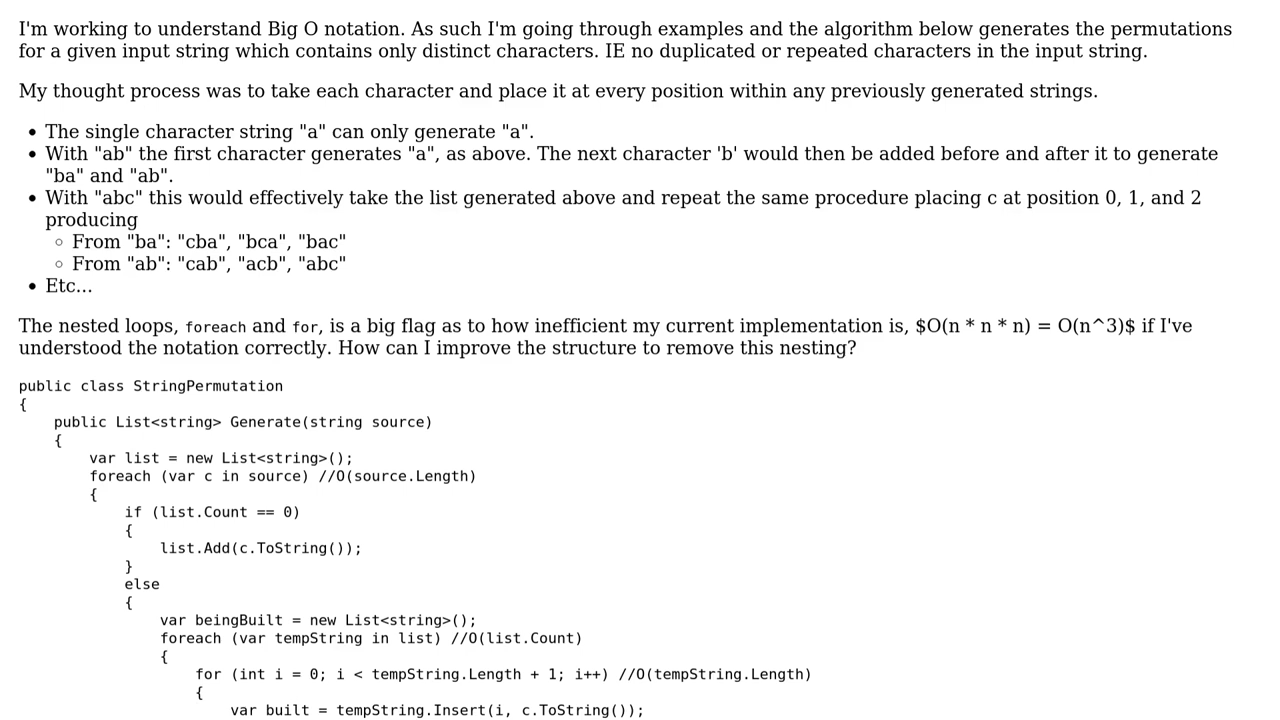 I'm working to understand Big O notation. As such I'm going through examples and the algorithm below generates the permutations
for a given input string which contains only distinct characters. IE no duplicated or repeated characters in the input string.
My thought process was to take each character and place it at every position within any previously generated strings.
• The single character string "a" can only generate "a".
• With "ab" the first character generates "a", as above. The next character 'b' would then be added before and after it to generate
"ba" and "ab".
• With "abc" this would effectively take the list generated above and repeat the same procedure placing c at position 0, 1, and 2
producing
◦ From "ba": "cba", "bca", "bac"
◦ From "ab": "cab", "acb", "abc"
• Etc...
The nested loops, foreach and for, is a big flag as to how inefficient my current implementation is, $O(n * n * n) = O(n^3)$ if I've
understood the notation correctly. How can I improve the structure to remove this nesting?
public class StringPermutation
{
    public List<string> Generate(string source)
    {
        var list = new List<string>();
        foreach (var c in source) //O(source.Length)
        {
            if (list.Count == 0)
            {
                list.Add(c.ToString());
            }
            else
            {
                var beingBuilt = new List<string>();
                foreach (var tempString in list) //O(list.Count)
                {
                    for (int i = 0; i < tempString.Length + 1; i++) //O(tempString.Length)
                    {
                        var built = tempString.Insert(i, c.ToString());